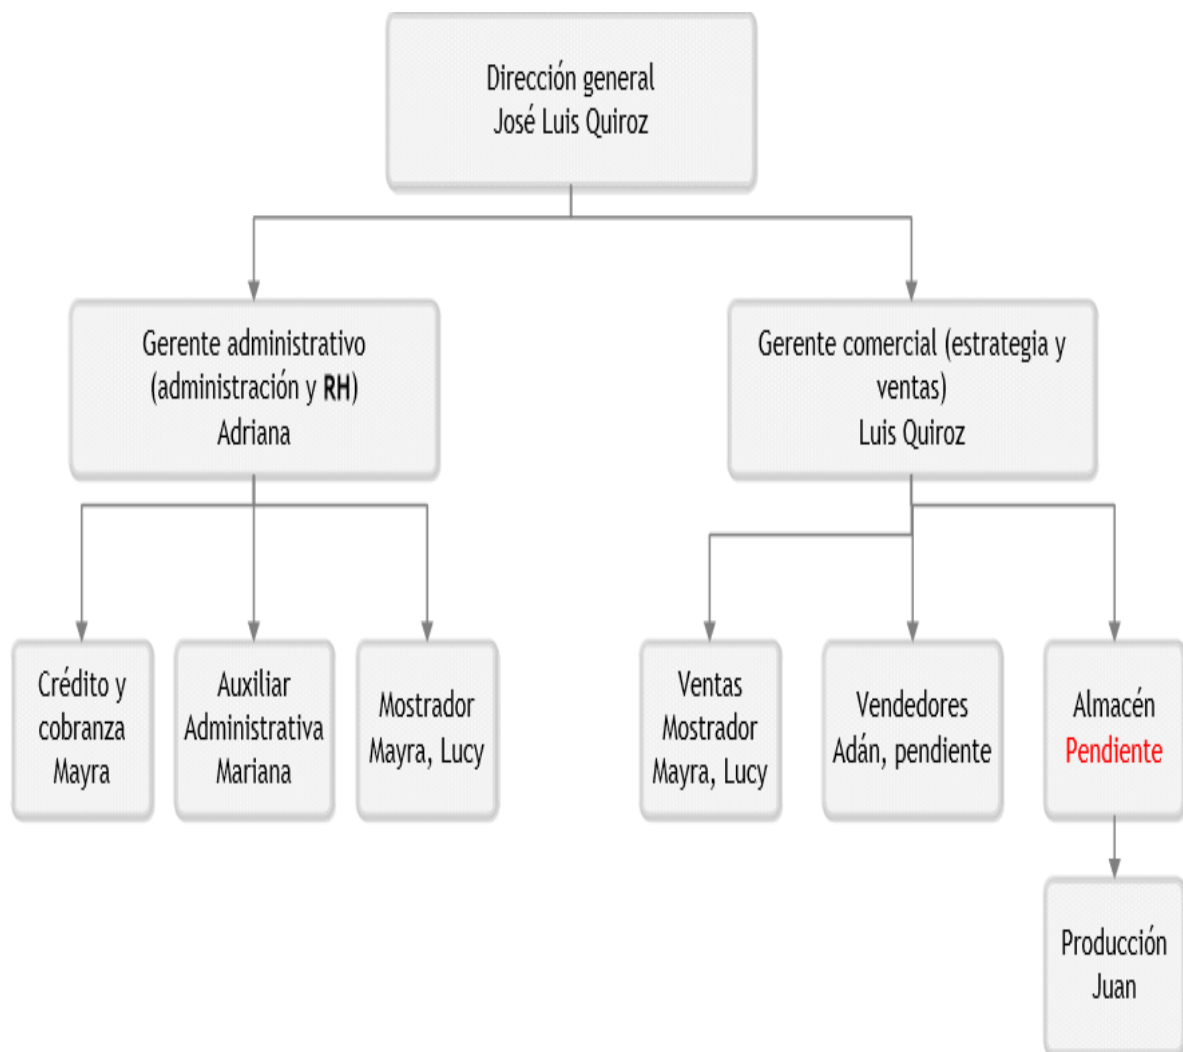 Dirección general
José Luis Quiroz
Gerente administrativo
(administración y RH)
Adriana
Gerente comercial (estrategia y
ventas)
Luis Quiroz
Crédito y
cobranza
Mayra
Auxiliar
Administrativa
Mariana
Mostrador
Mayra, Lucy
Ventas
Mostrador
Mayra, Lucy
Vendedores
Adán, pendiente
Almacén
Pendiente
Producción
Juan